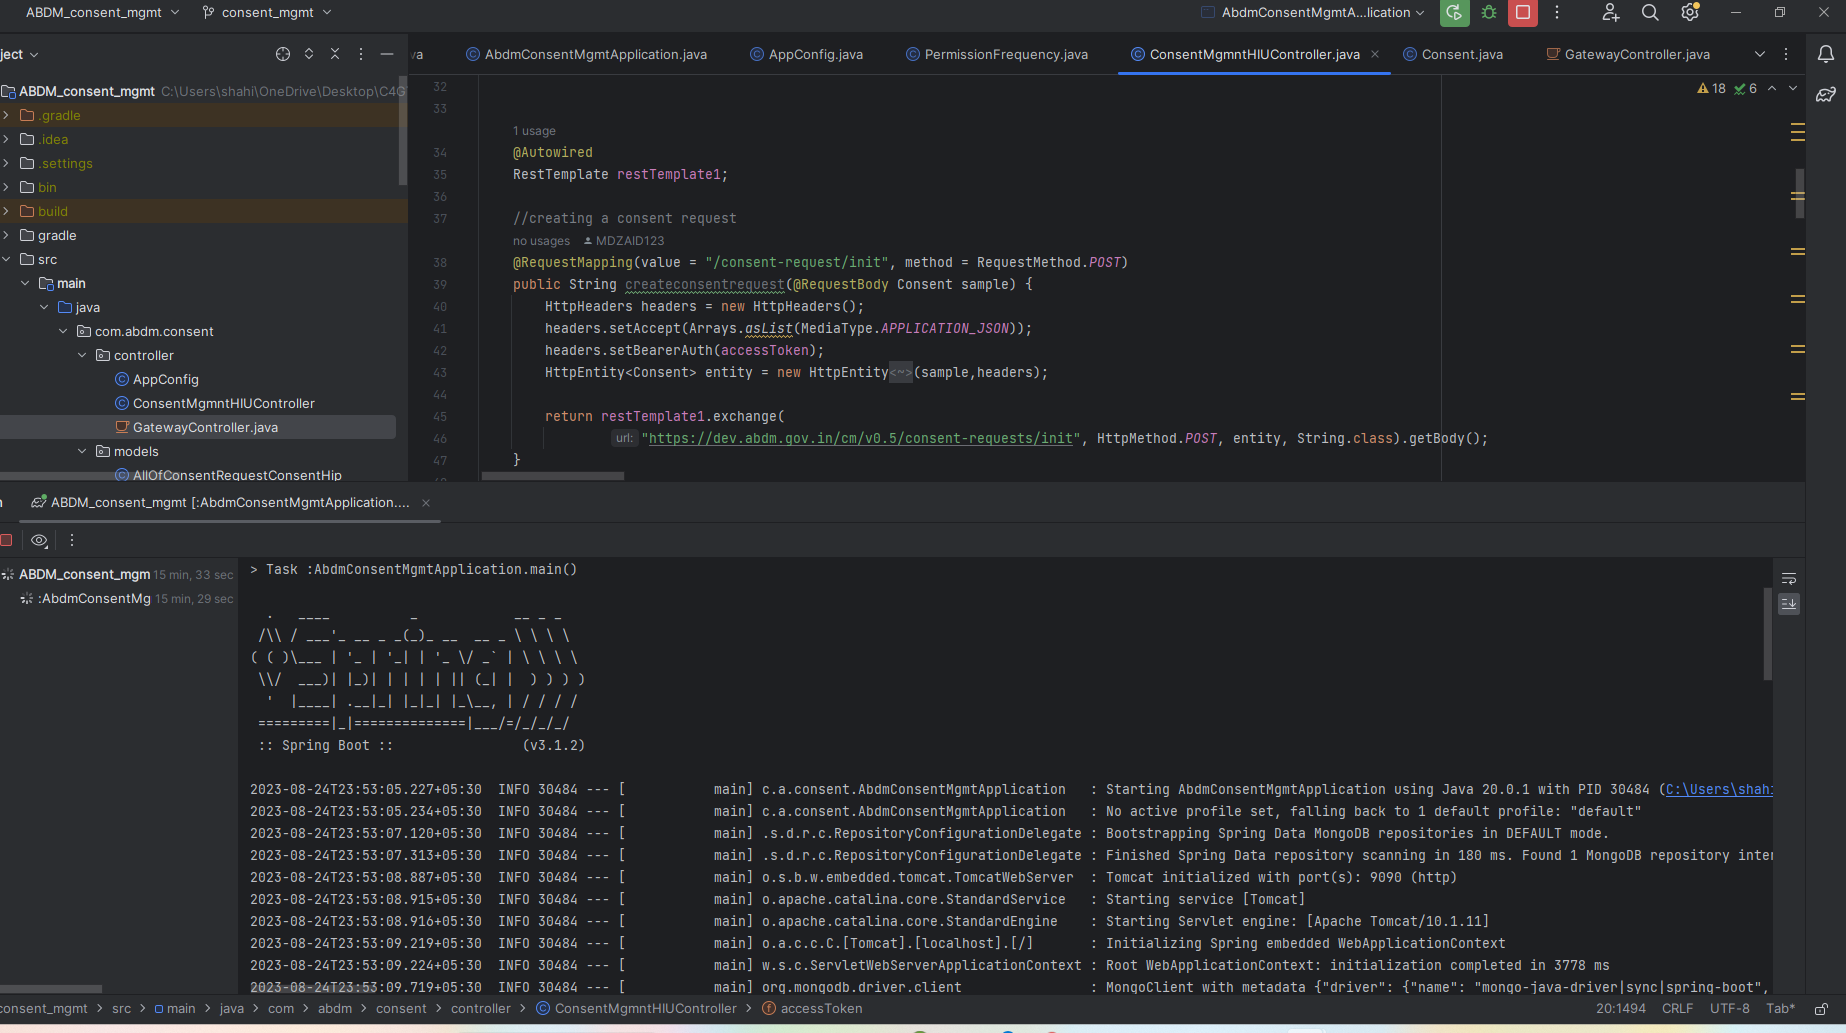 ABDM_consent_mgmt consent_mgmt AbdmConsentMgmtA...lication
ject
va AbdmConsentMgmtApplication.java AppConfig.java PermissionFrequency.java ConsentMgmntHIUController.java Consent.java GatewayController.java
ABDM_consent_mgmt C:\Users\shahi\OneDrive\Desktop\C4G
.gradle
.idea
.settings
bin
build
gradle
src
main
java
com.abdm.consent
controller
AppConfig
ConsentMgmntHIUController
GatewayController.java
models
AllOfConsentRequestConsentHip
18 6
32
33
1 usage
34 @Autowired
35 RestTemplate restTemplate1;
36
37 //creating a consent request
no usages MDZAID123
38 @RequestMapping(value = "/consent-request/init", method = RequestMethod.POST)
39 public String createconsentrequest(@RequestBody Consent sample) {
40 HttpHeaders headers = new HttpHeaders();
41 headers.setAccept(Arrays.asList(MediaType.APPLICATION_JSON));
42 headers.setBearerAuth(accessToken);
43 HttpEntity<Consent> entity = new HttpEntity<~>(sample,headers);
44
45 return restTemplate1.exchange(
46 url: "https://dev.abdm.gov.in/cm/v0.5/consent-requests/init", HttpMethod.POST, entity, String.class).getBody();
47 }
ABDM_consent_mgmt [:AbdmConsentMgmtApplication....
ABDM_consent_mgm 15 min, 33 sec
:AbdmConsentMg 15 min, 29 sec
> Task :AbdmConsentMgmtApplication.main()
  .   ____          _            __ _ _
 /\\ / ___'_ __ _ _(_)_ __  __ _ \ \ \ \
( ( )\___ | '_ | '_| | '_ \/ _` | \ \ \ \
 \\/  ___)| |_)| | | | | || (_| |  ) ) ) )
  '  |____| .__|_| |_|_| |_\__, | / / / /
 =========|_|==============|___/=/_/_/_/
 :: Spring Boot ::                (v3.1.2)
2023-08-24T23:53:05.227+05:30  INFO 30484 --- [           main] c.a.consent.AbdmConsentMgmtApplication   : Starting AbdmConsentMgmtApplication using Java 20.0.1 with PID 30484 (C:\Users\shahi
2023-08-24T23:53:05.234+05:30  INFO 30484 --- [           main] c.a.consent.AbdmConsentMgmtApplication   : No active profile set, falling back to 1 default profile: "default"
2023-08-24T23:53:07.120+05:30  INFO 30484 --- [           main] .s.d.r.c.RepositoryConfigurationDelegate : Bootstrapping Spring Data MongoDB repositories in DEFAULT mode.
2023-08-24T23:53:07.313+05:30  INFO 30484 --- [           main] .s.d.r.c.RepositoryConfigurationDelegate : Finished Spring Data repository scanning in 180 ms. Found 1 MongoDB repository inter
2023-08-24T23:53:08.887+05:30  INFO 30484 --- [           main] o.s.b.w.embedded.tomcat.TomcatWebServer  : Tomcat initialized with port(s): 9090 (http)
2023-08-24T23:53:08.915+05:30  INFO 30484 --- [           main] o.apache.catalina.core.StandardService   : Starting service [Tomcat]
2023-08-24T23:53:08.916+05:30  INFO 30484 --- [           main] o.apache.catalina.core.StandardEngine    : Starting Servlet engine: [Apache Tomcat/10.1.11]
2023-08-24T23:53:09.219+05:30  INFO 30484 --- [           main] o.a.c.c.C.[Tomcat].[localhost].[/]       : Initializing Spring embedded WebApplicationContext
2023-08-24T23:53:09.224+05:30  INFO 30484 --- [           main] w.s.c.ServletWebServerApplicationContext : Root WebApplicationContext: initialization completed in 3778 ms
2023-08-24T23:53:09.719+05:30  INFO 30484 --- [           main] org.mongodb.driver.client                : MongoClient with metadata {"driver": {"name": "mongo-java-driver|sync|spring-boot",
consent_mgmt > src > main > java > com > abdm > consent > controller > ConsentMgmntHIUController > accessToken 20:1494 CRLF UTF-8 Tab*